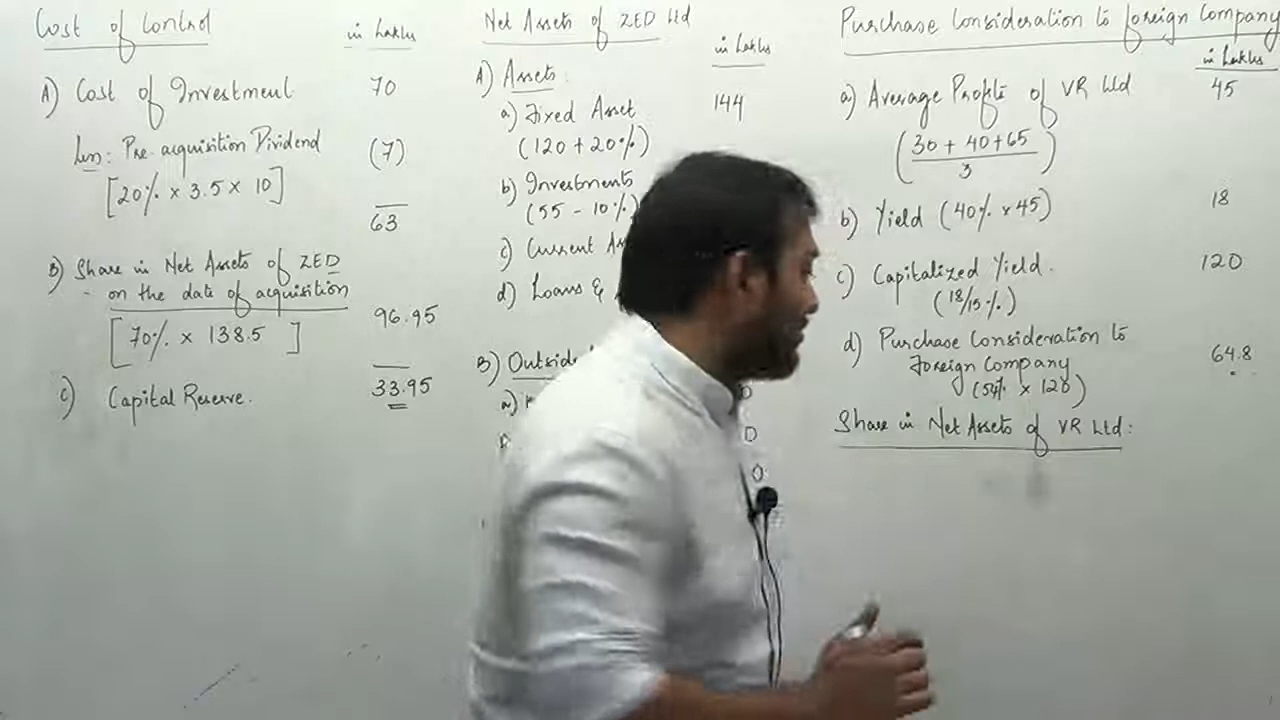 Cost of Control
in Lakhs
A) Cost of Investment 70
Less: Pre-acquisition Dividend (7)
[20% x 3.5 x 10]
63
B) Share in Net Assets of ZED
on the date of acquisition
96.95
[70% x 138.5 ]
C) Capital Reserve. 33.95
Net Assets of ZED Ltd
in Lakhs
A) Assets
a) Fixed Asset 144
(120 + 20%)
b) Investments
(55 - 10%)
c) Current
d) Loans &
B)
a)
Purchase Consideration to foreign Company
in Lakhs
a) Average Profits of VR Ltd 45
(30 + 40 + 65
3)
b) Yield (40% x 45) 18
c) Capitalized Yield. 120
(18/15%)
d) Purchase Consideration to
Foreign Company 64.8
(54% x 120)
Share in Net Assets of VR Ltd: